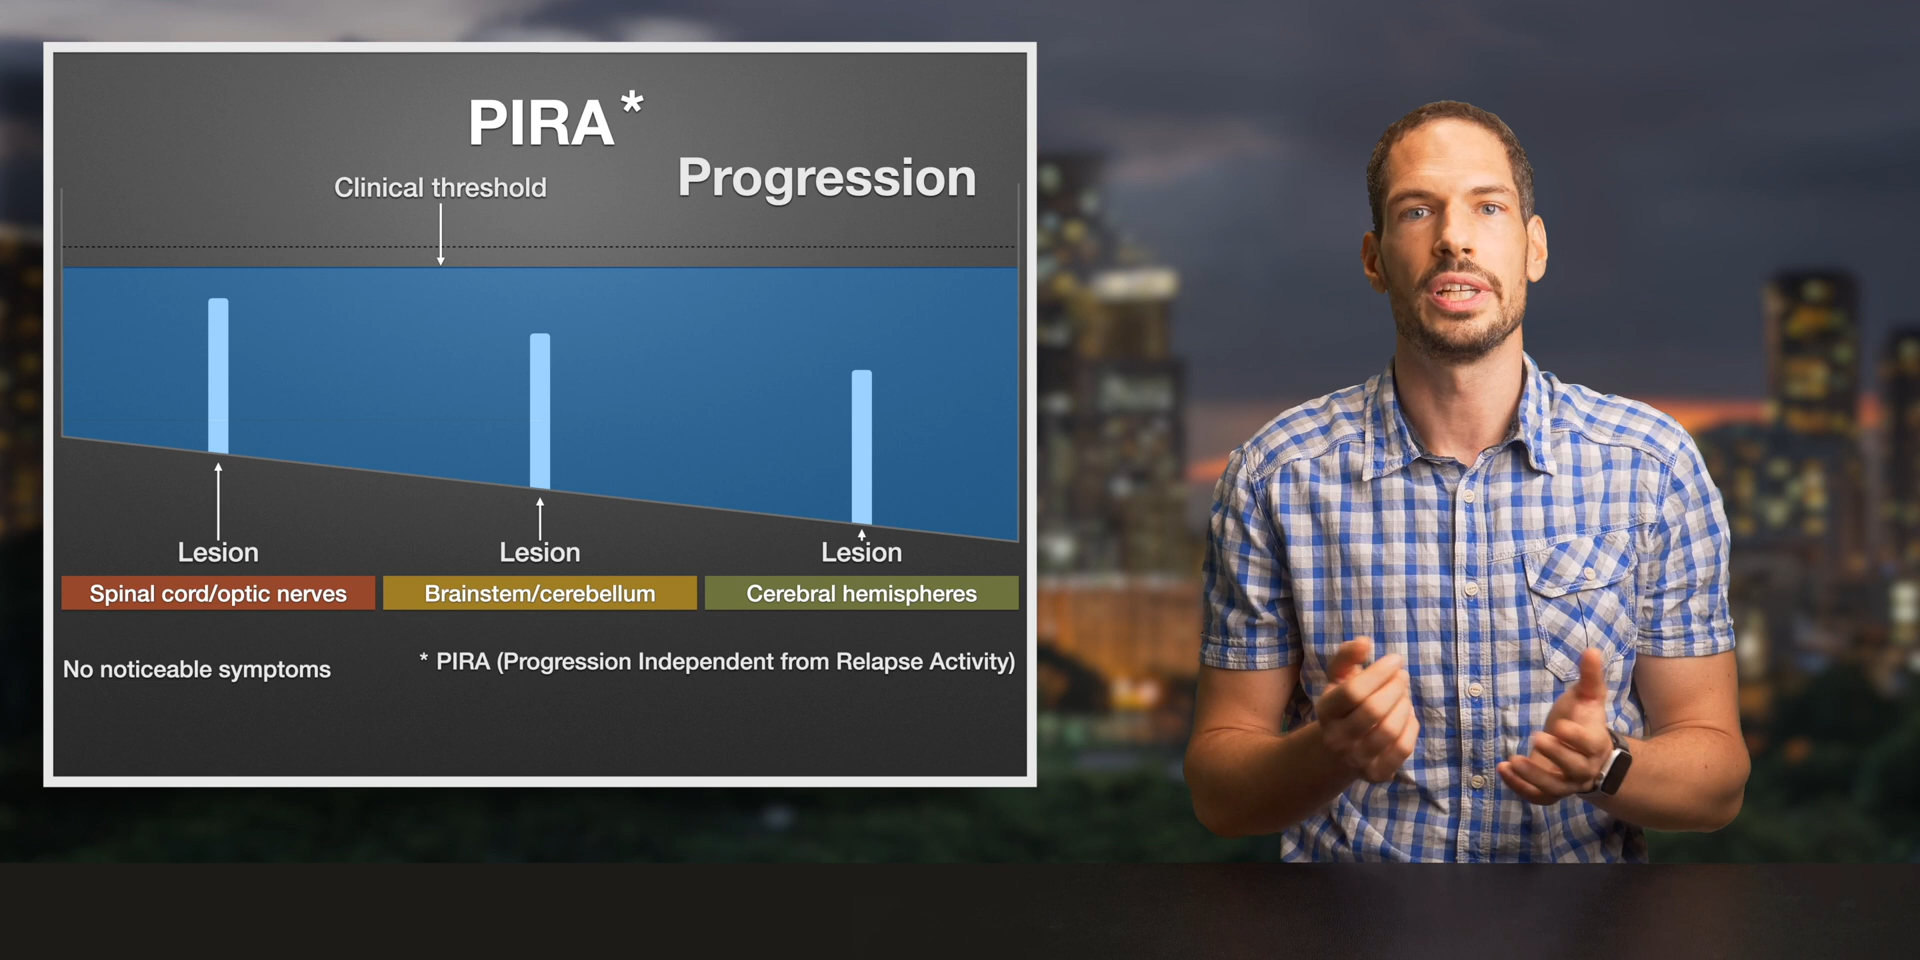 PIRA*
Progression
Clinical threshold
Lesion
Lesion
Lesion
Spinal cord/optic nerves
Brainstem/cerebellum
Cerebral hemispheres
No noticeable symptoms
* PIRA (Progression Independent from Relapse Activity)